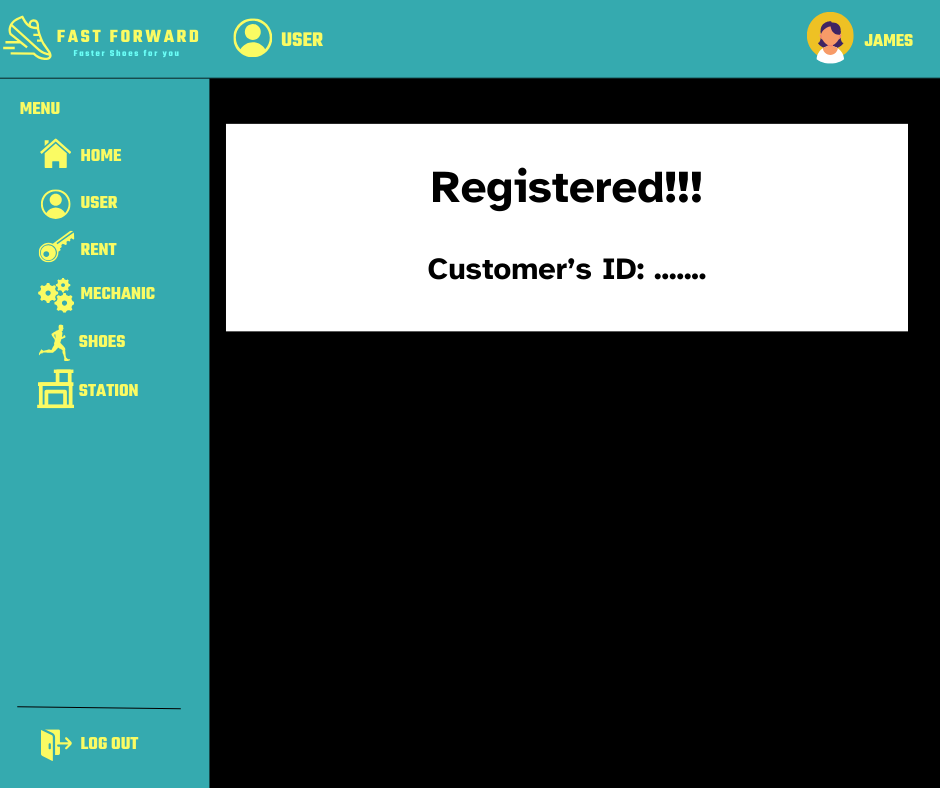 FAST FORWARD
Faster Shoes for you
USER
JAMES
MENU
HOME
USER
RENT
MECHANIC
SHOES
STATION
LOG OUT
Registered!!!
Customer’s ID: .......